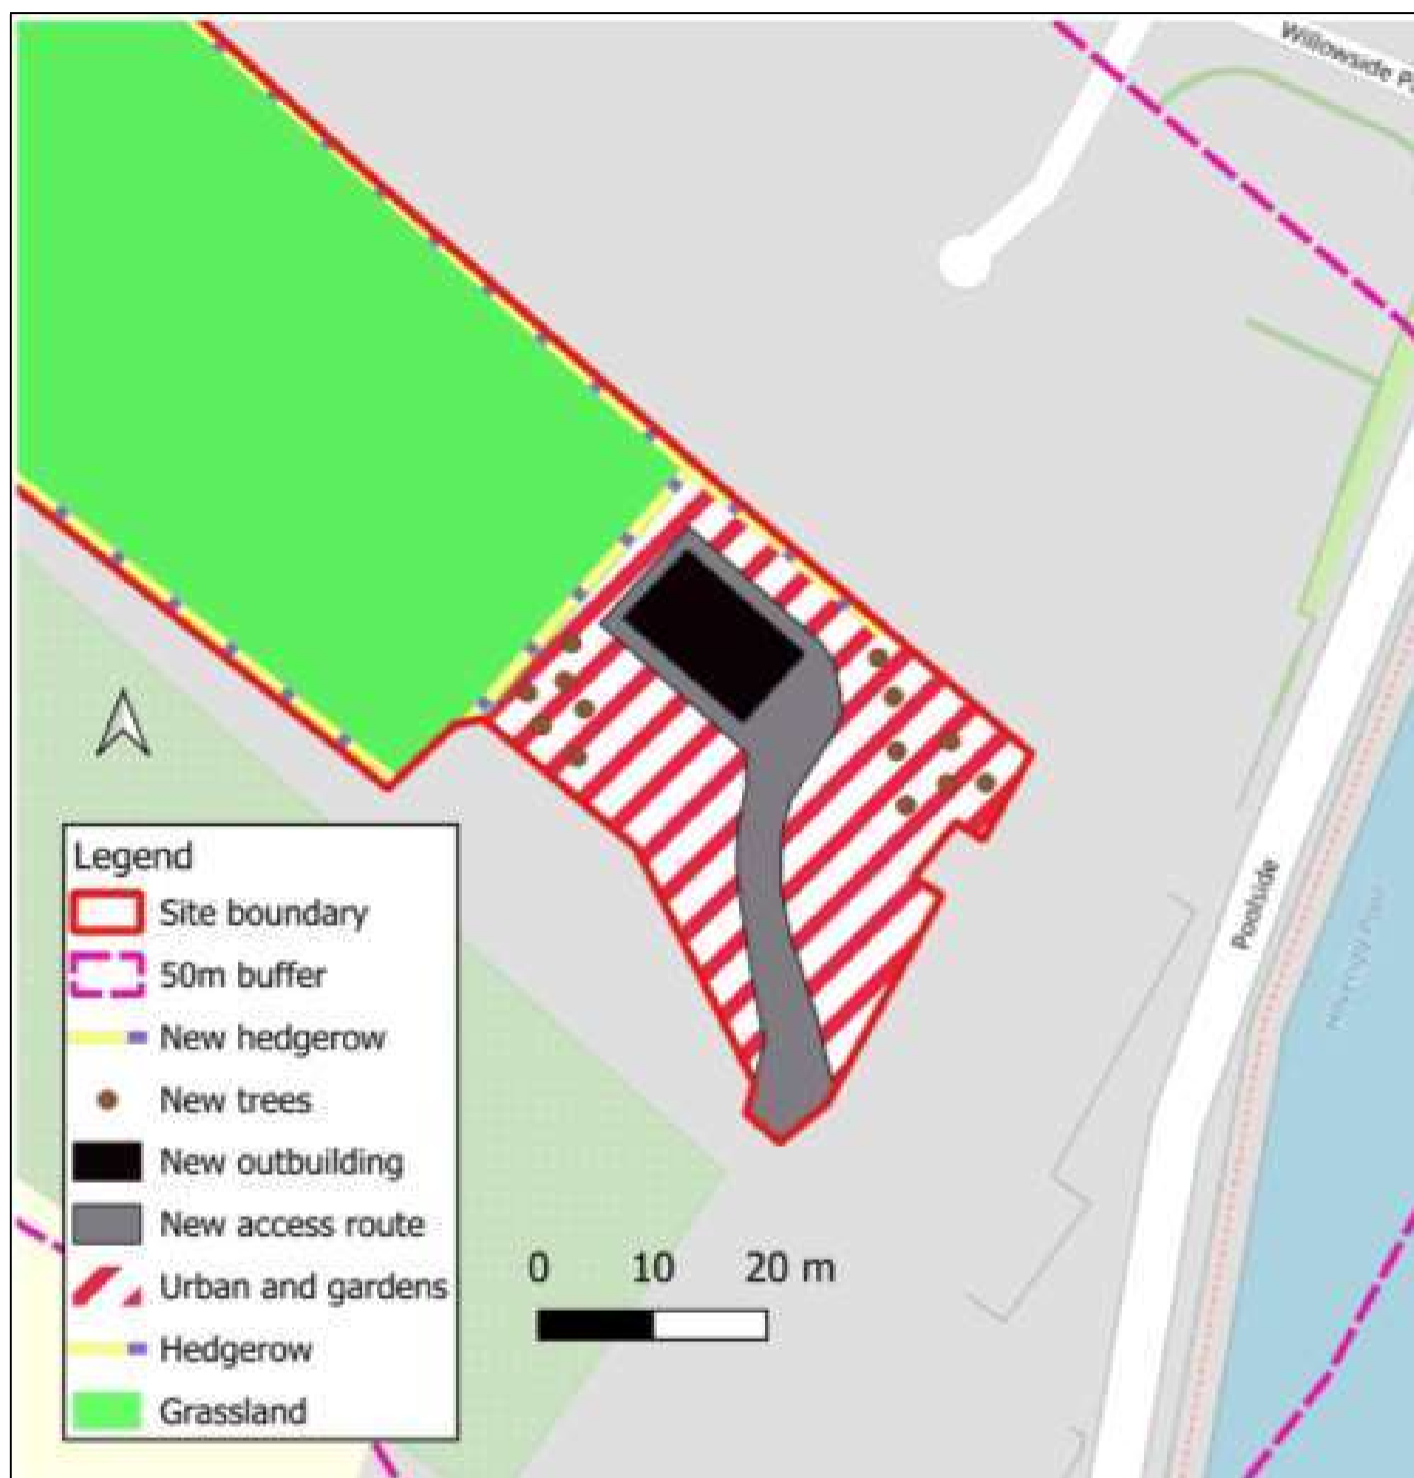 Willowside Pa
Poolside
Legend
Site boundary
50m buffer
New hedgerow
New trees
New outbuilding
New access route
Urban and gardens
Hedgerow
Grassland
0 10 20 m